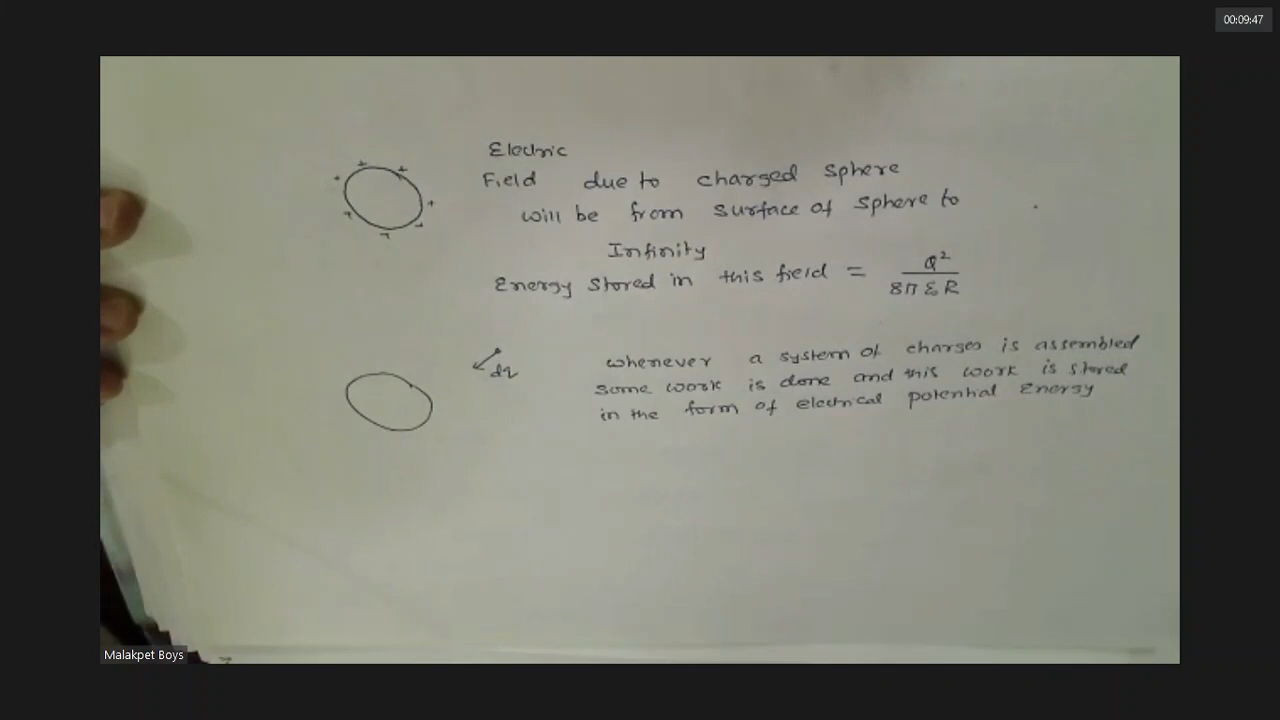 00:09:47
Electric
Field due to charged sphere
will be from surface of sphere to
Infinity
Energy stored in this field = Q²/8π ε R
dq
whenever a system of charges is assembled
some work is done and this work is stored
in the form of electrical potential Energy
Malakpet Boys